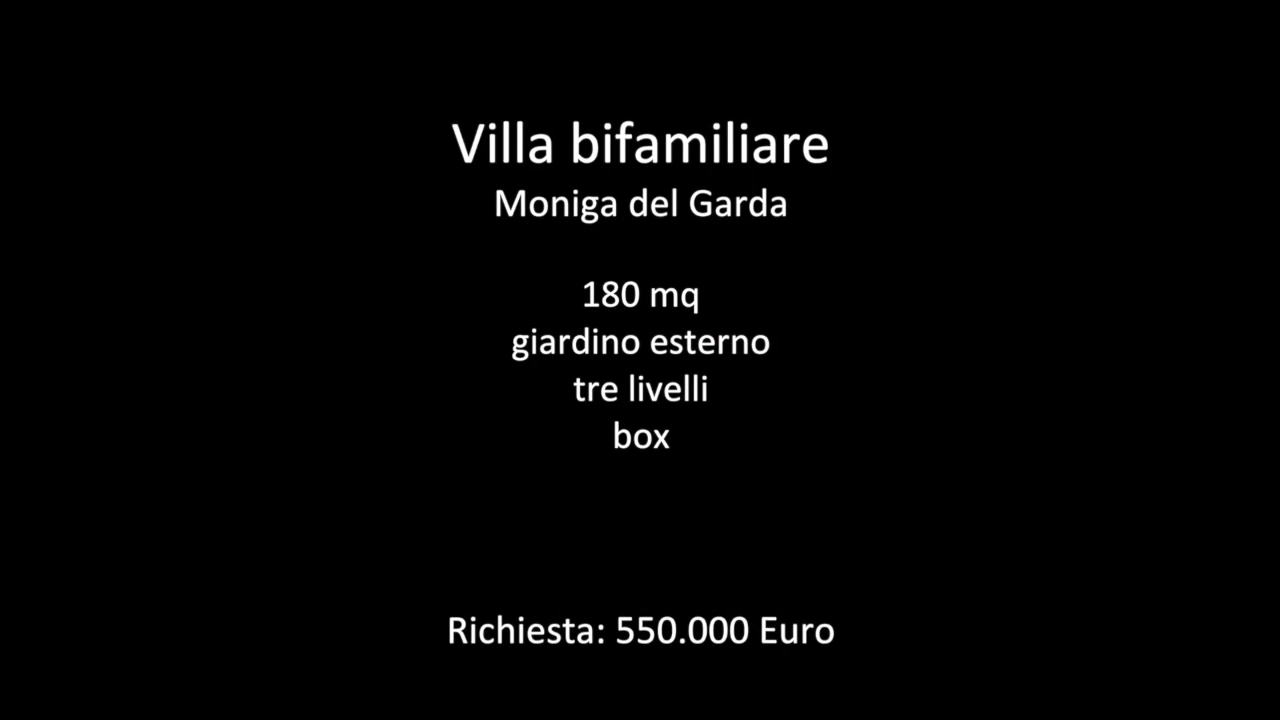 Villa bifamiliare
Moniga del Garda
180 mq
giardino esterno
tre livelli
box
Richiesta: 550.000 Euro